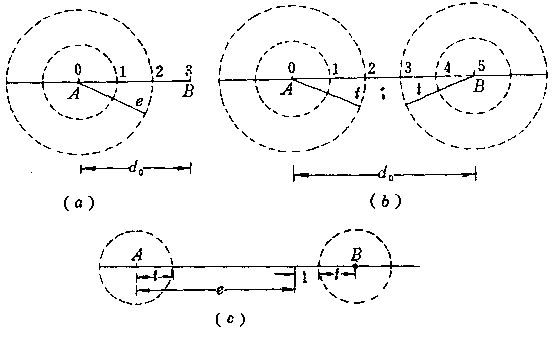 0 1 2 3
A B
e
d₀
(a)
0 1 2 3 4 5
A t t B
d₀
(b)
A B
t 1 t
e
(c)